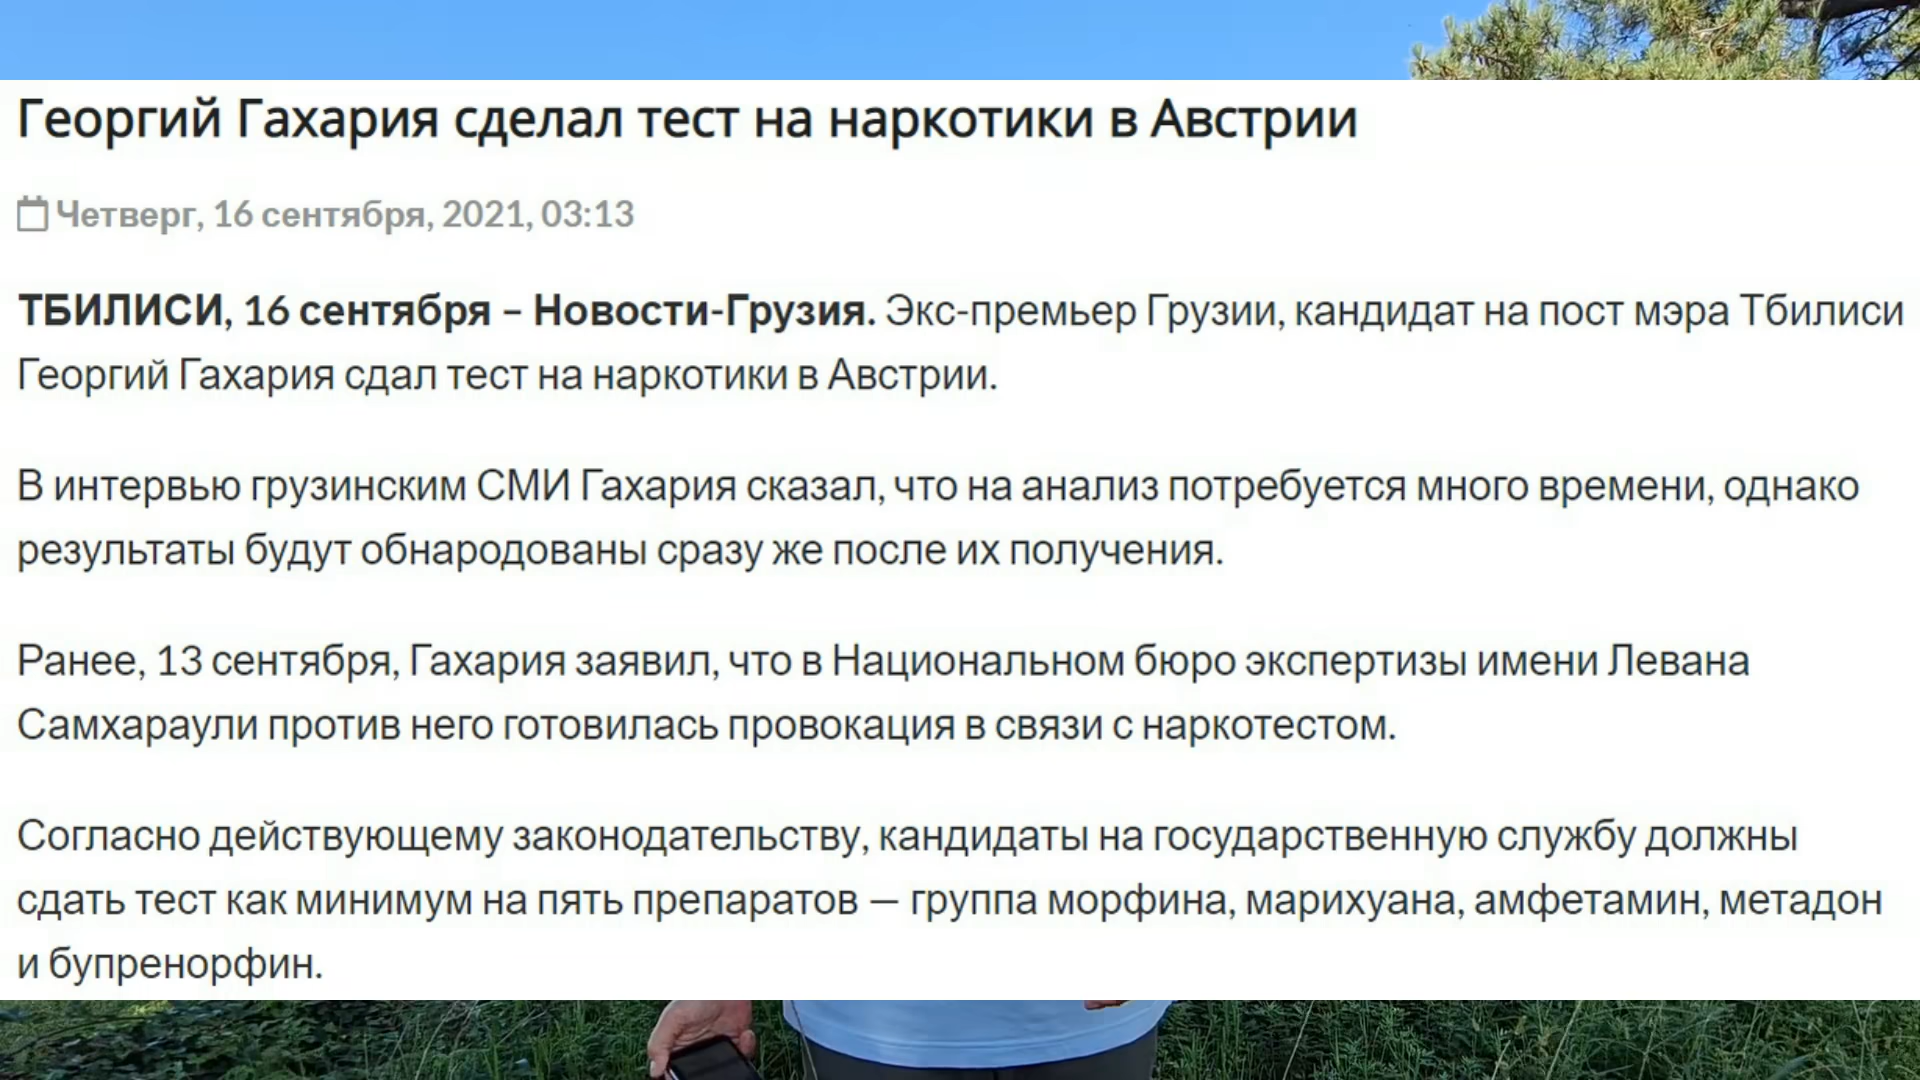 Георгий Гахария сделал тест на наркотики в Австрии
Четверг, 16 сентября, 2021, 03:13
ТБИЛИСИ, 16 сентября – Новости-Грузия. Экс-премьер Грузии, кандидат на пост мэра Тбилиси
Георгий Гахария сдал тест на наркотики в Австрии.
В интервью грузинским СМИ Гахария сказал, что на анализ потребуется много времени, однако
результаты будут обнародованы сразу же после их получения.
Ранее, 13 сентября, Гахария заявил, что в Национальном бюро экспертизы имени Левана
Самхараули против него готовилась провокация в связи с наркотестом.
Согласно действующему законодательству, кандидаты на государственную службу должны
сдать тест как минимум на пять препаратов — группа морфина, марихуана, амфетамин, метадон
и бупренорфин.